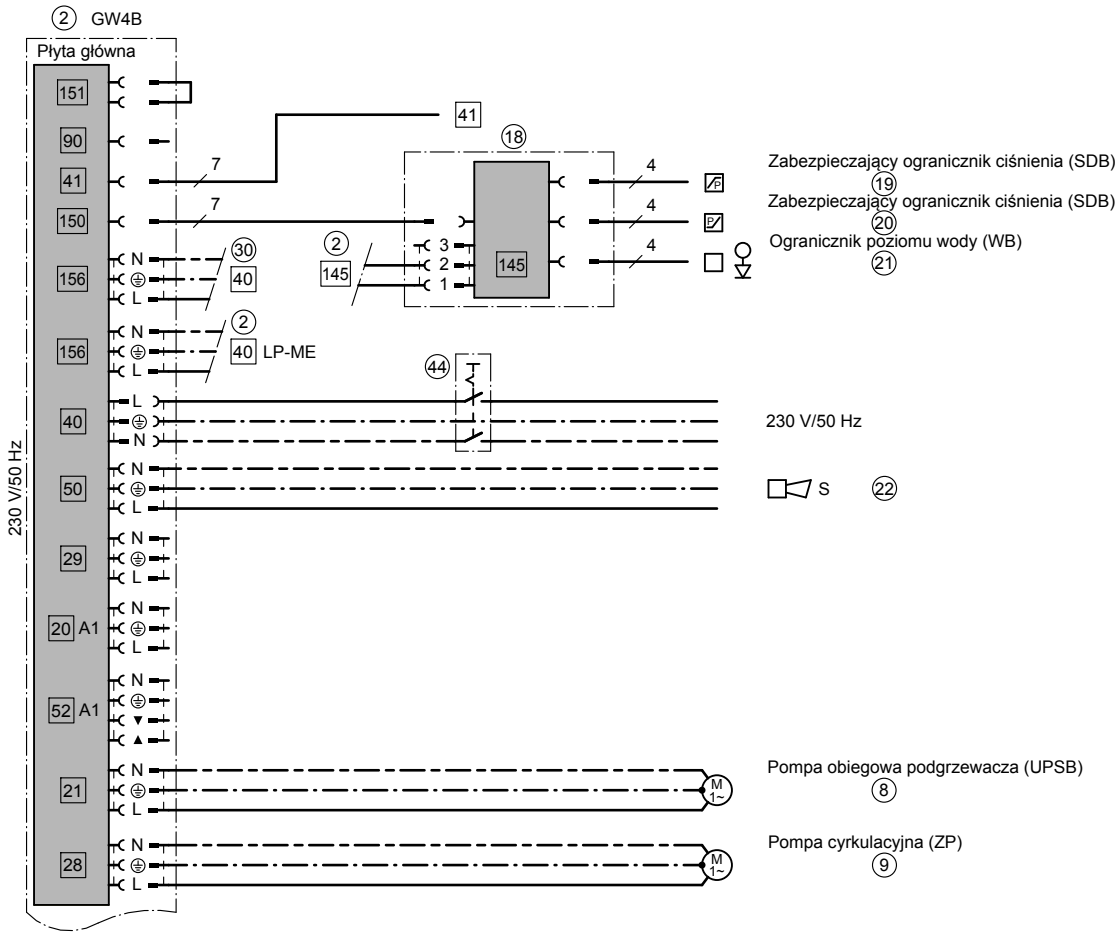 2 GW4B
Płyta główna
151
90
41
7
41
18
150
7
3
2
1
2
145
145
4
P
Zabezpieczający ogranicznik ciśnienia (SDB)
19
4
P
Zabezpieczający ogranicznik ciśnienia (SDB)
20
4
Ogranicznik poziomu wody (WB)
21
156
N
L
30
40
156
N
L
2
40 LP-ME
44
40
L
N
230 V/50 Hz
230 V/50 Hz
50
N
L
S 22
29
N
L
20 A1
N
L
52 A1
N
▼
▲
21
N
L
M
1~
Pompa obiegowa podgrzewacza (UPSB)
8
28
N
L
M
1~
Pompa cyrkulacyjna (ZP)
9